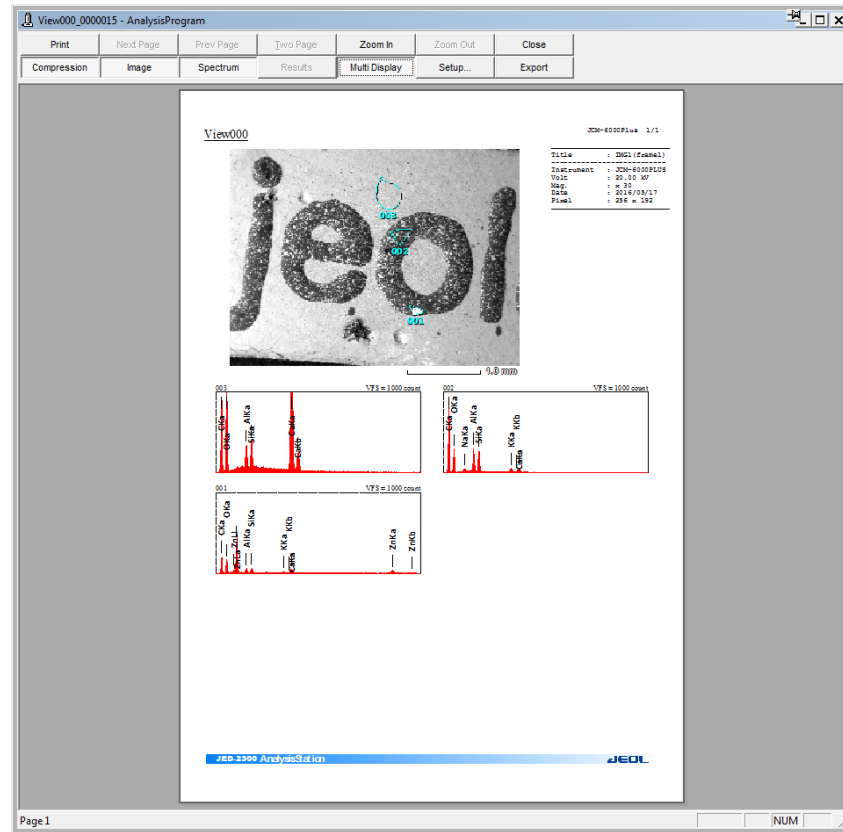 View000_0000015 - AnalysisProgram
Print Next Page Prev Page Two Page Zoom In Zoom Out Close
Compression Image Spectrum Results Multi Display Setup... Export
View000
JCM-6000Plus 1/1
Title : IMG1(frame1)
Instrument : JCM-6000PLUS
Volt : 20.00 kV
Mag. : x 30
Date : 2016/05/17
Pixel : 256 x 192
jeol
003
002
001
1.0 mm
003 VFS = 1000 count
CKa OKa AlKa SiKa CaKa CaKb
002 VFS = 1000 count
CKa OKa NaKa AlKa SiKa KKa KKb CaKa
001 VFS = 1000 count
CKa OKa ZnLl ZnLa AlKa SiKa KKa KKb CaKa ZnKa ZnKb
JED-2300 AnalysisStation
JEOL
Page 1
NUM